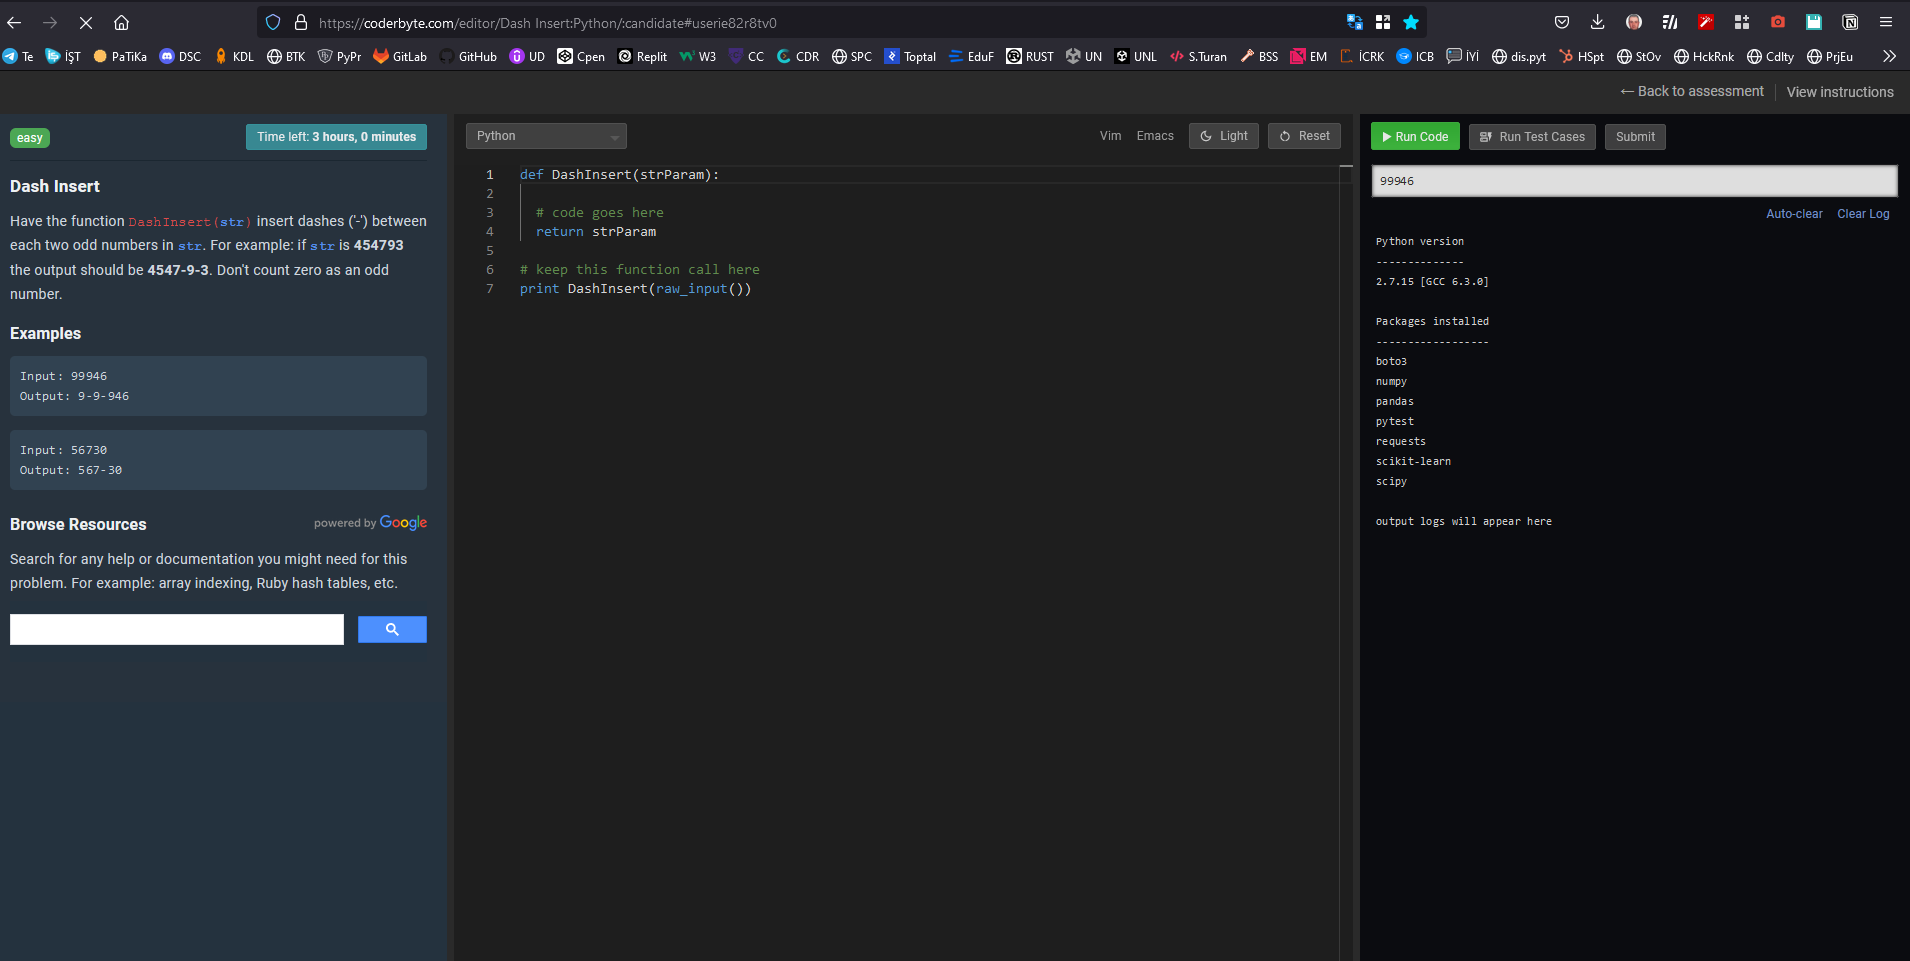 https://coderbyte.com/editor/Dash Insert:Python/:candidate#userie82r8tv0
Te İŞT PaTiKa DSC KDL BTK PyPr GitLab GitHub UD Cpen Replit W3 CC CDR SPC Toptal EduF RUST UN UNL S.Turan BSS EM İCRK ICB İYİ dis.pyt HSpt StOv HckRnk Cdlty PrjEu
← Back to assessment View instructions
easy Time left: 3 hours, 0 minutes
Dash Insert
Have the function DashInsert(str) insert dashes ('-') between
each two odd numbers in str. For example: if str is 454793
the output should be 4547-9-3. Don't count zero as an odd
number.
Examples
Input: 99946
Output: 9-9-946
Input: 56730
Output: 567-30
Browse Resources powered by Google
Search for any help or documentation you might need for this
problem. For example: array indexing, Ruby hash tables, etc.
Python Vim Emacs Light Reset
1 def DashInsert(strParam):
2
3 # code goes here
4 return strParam
5
6 # keep this function call here
7 print DashInsert(raw_input())
Run Code Run Test Cases Submit
99946
Auto-clear Clear Log
Python version
--------------
2.7.15 [GCC 6.3.0]
Packages installed
------------------
boto3
numpy
pandas
pytest
requests
scikit-learn
scipy
output logs will appear here